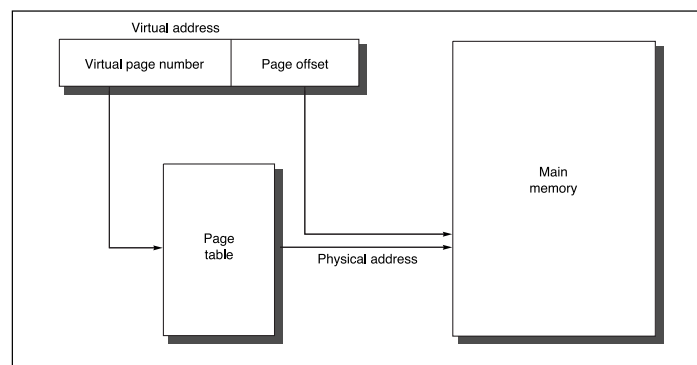 Virtual address
Virtual page number
Page offset
Main
memory
Page
table
Physical address